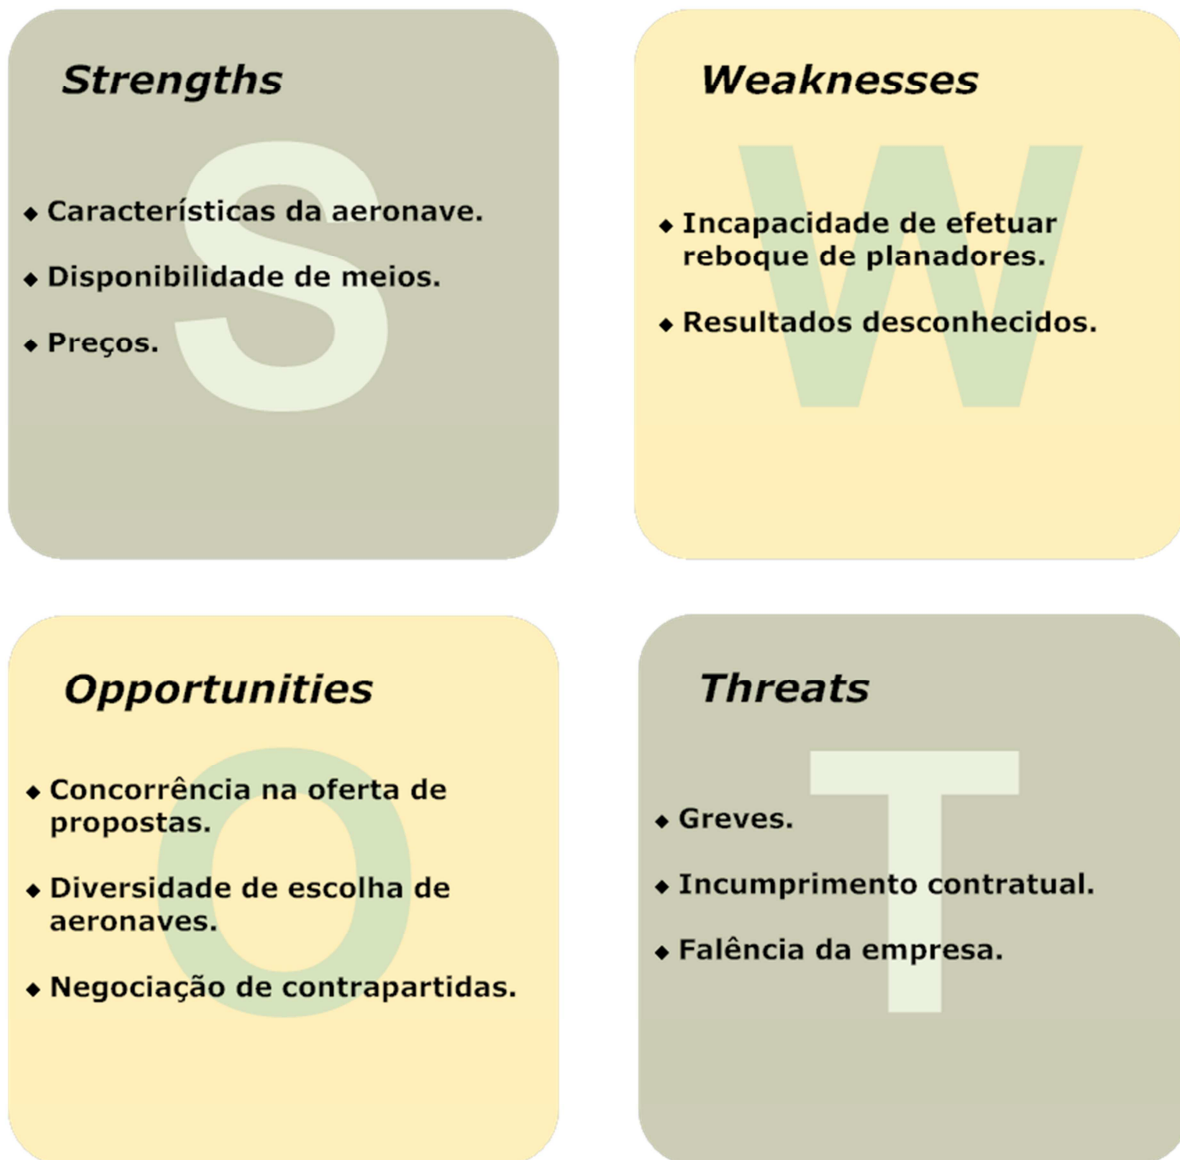 Strengths
S
◆ Características da aeronave.
◆ Disponibilidade de meios.
◆ Preços.
Weaknesses
W
◆ Incapacidade de efetuar
reboque de planadores.
◆ Resultados desconhecidos.
Opportunities
O
◆ Concorrência na oferta de
propostas.
◆ Diversidade de escolha de
aeronaves.
◆ Negociação de contrapartidas.
Threats
T
◆ Greves.
◆ Incumprimento contratual.
◆ Falência da empresa.